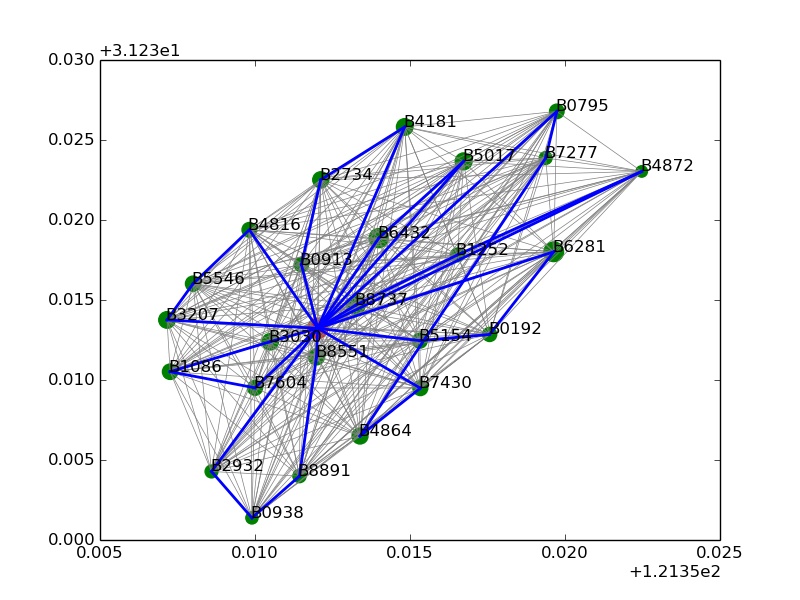 +3.123e1
0.030
B0795
B4181
0.025
B5017
B7277
B4872
B2734
0.020
B4816
B6432
B1252
B6281
B0913
B5546
0.015
B8737
B3207
B3030
B5154
B0192
B8551
0.010
B1086
B7604
B7430
B4864
0.005
B2932
B8891
B0938
0.000
0.005
0.010
0.015
0.020
0.025
+1.2135e2